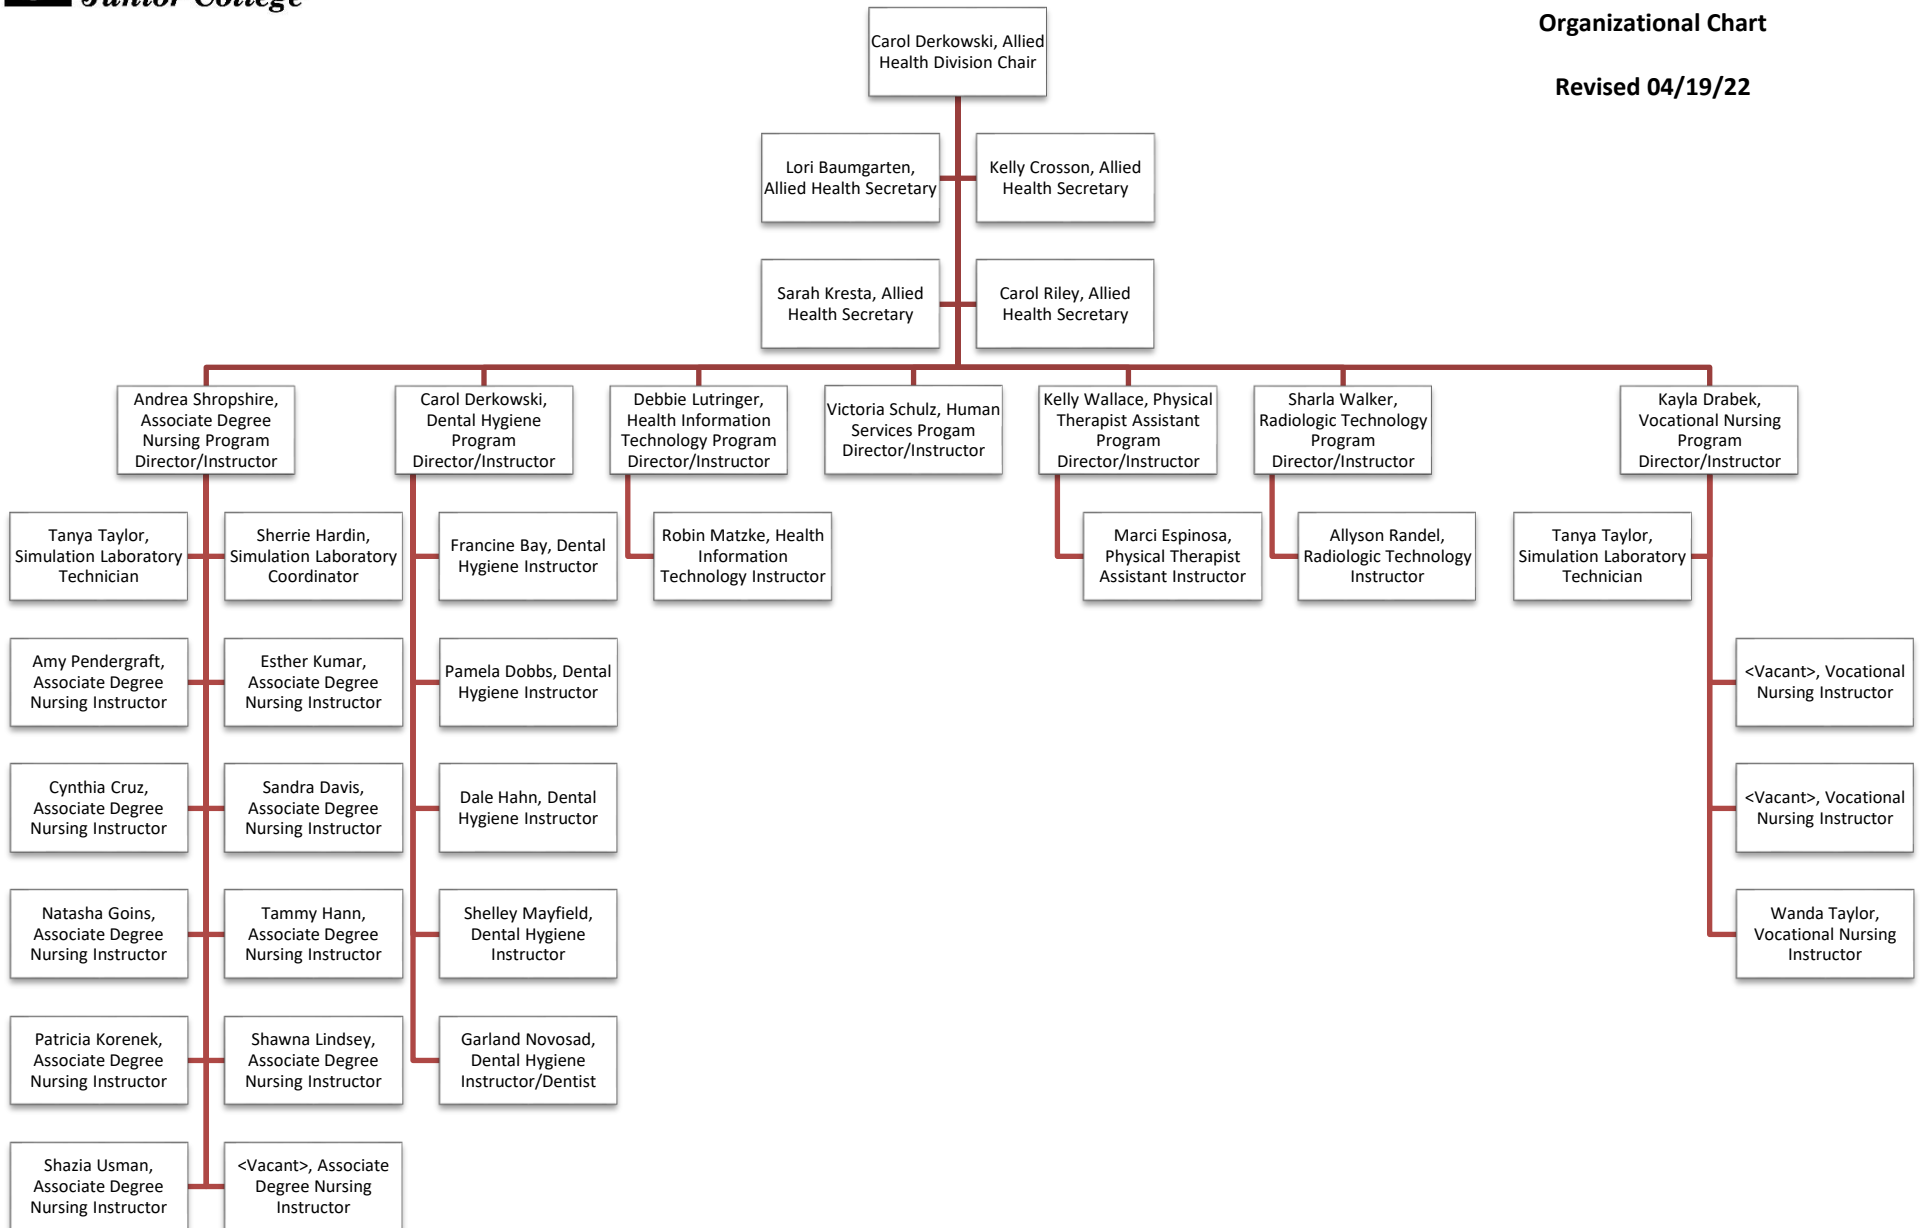 Junior College
Organizational Chart
Revised 04/19/22
Carol Derkowski, Allied
Health Division Chair
Lori Baumgarten,
Allied Health Secretary
Kelly Crosson, Allied
Health Secretary
Sarah Kresta, Allied
Health Secretary
Carol Riley, Allied
Health Secretary
Andrea Shropshire,
Associate Degree
Nursing Program
Director/Instructor
Carol Derkowski,
Dental Hygiene
Program
Director/Instructor
Debbie Lutringer,
Health Information
Technology Program
Director/Instructor
Victoria Schulz, Human
Services Progam
Director/Instructor
Kelly Wallace, Physical
Therapist Assistant
Program
Director/Instructor
Sharla Walker,
Radiologic Technology
Program
Director/Instructor
Kayla Drabek,
Vocational Nursing
Program
Director/Instructor
Tanya Taylor,
Simulation Laboratory
Technician
Sherrie Hardin,
Simulation Laboratory
Coordinator
Francine Bay, Dental
Hygiene Instructor
Robin Matzke, Health
Information
Technology Instructor
Marci Espinosa,
Physical Therapist
Assistant Instructor
Allyson Randel,
Radiologic Technology
Instructor
Tanya Taylor,
Simulation Laboratory
Technician
Amy Pendergraft,
Associate Degree
Nursing Instructor
Esther Kumar,
Associate Degree
Nursing Instructor
Pamela Dobbs, Dental
Hygiene Instructor
<Vacant>, Vocational
Nursing Instructor
Cynthia Cruz,
Associate Degree
Nursing Instructor
Sandra Davis,
Associate Degree
Nursing Instructor
Dale Hahn, Dental
Hygiene Instructor
<Vacant>, Vocational
Nursing Instructor
Natasha Goins,
Associate Degree
Nursing Instructor
Tammy Hann,
Associate Degree
Nursing Instructor
Shelley Mayfield,
Dental Hygiene
Instructor
Wanda Taylor,
Vocational Nursing
Instructor
Patricia Korenek,
Associate Degree
Nursing Instructor
Shawna Lindsey,
Associate Degree
Nursing Instructor
Garland Novosad,
Dental Hygiene
Instructor/Dentist
Shazia Usman,
Associate Degree
Nursing Instructor
<Vacant>, Associate
Degree Nursing
Instructor